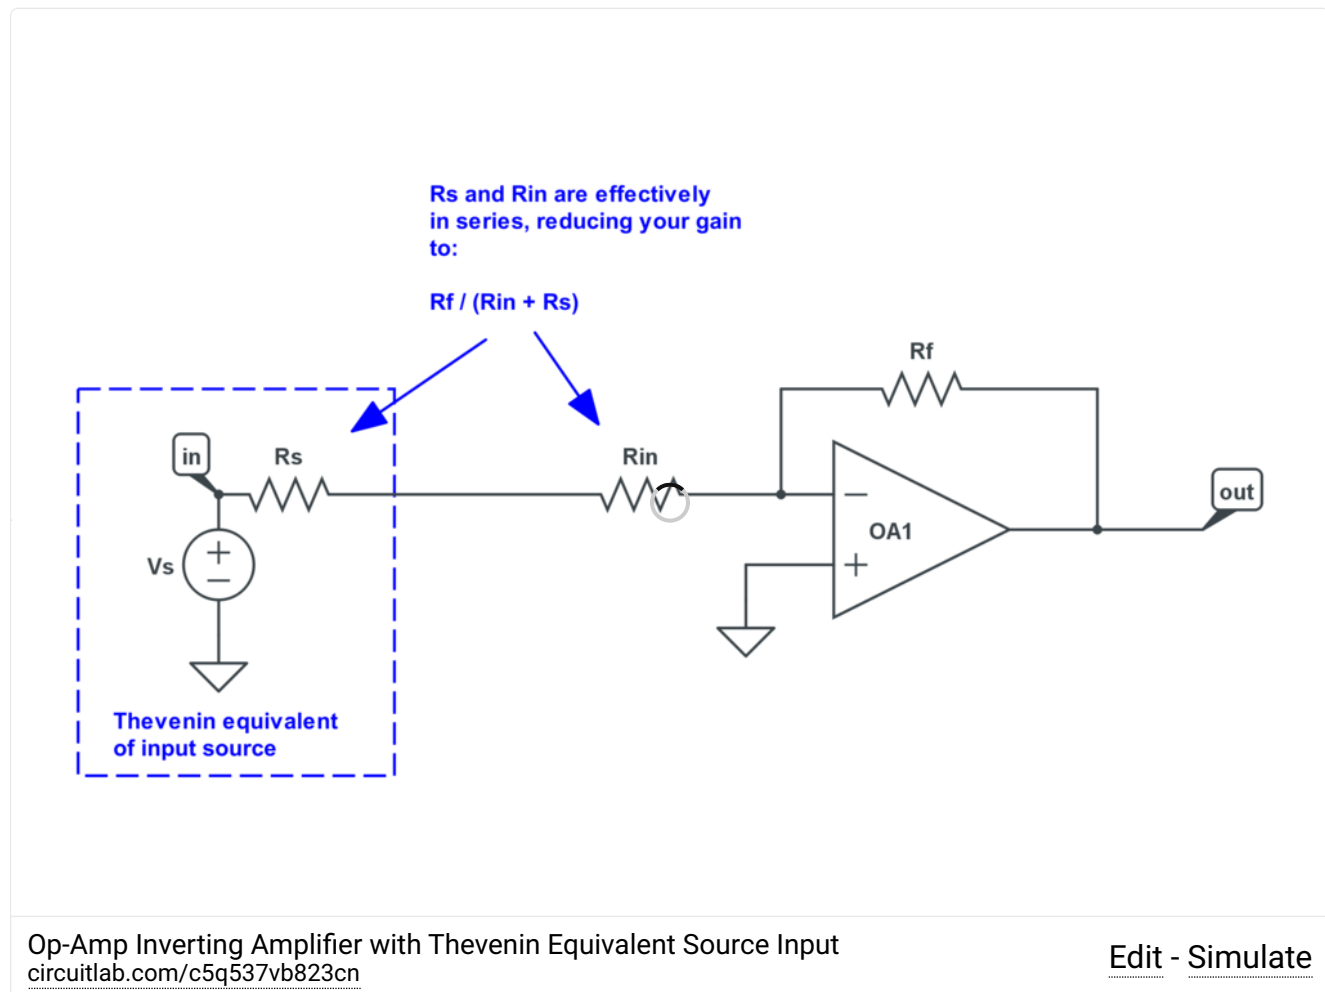 Rs and Rin are effectively
in series, reducing your gain
to:
Rf / (Rin + Rs)
Rf
in
Rs
Rin
out
Vs
+
−
−
OA1
+
Thevenin equivalent
of input source
Op-Amp Inverting Amplifier with Thevenin Equivalent Source Input
circuitlab.com/c5q537vb823cn
Edit - Simulate